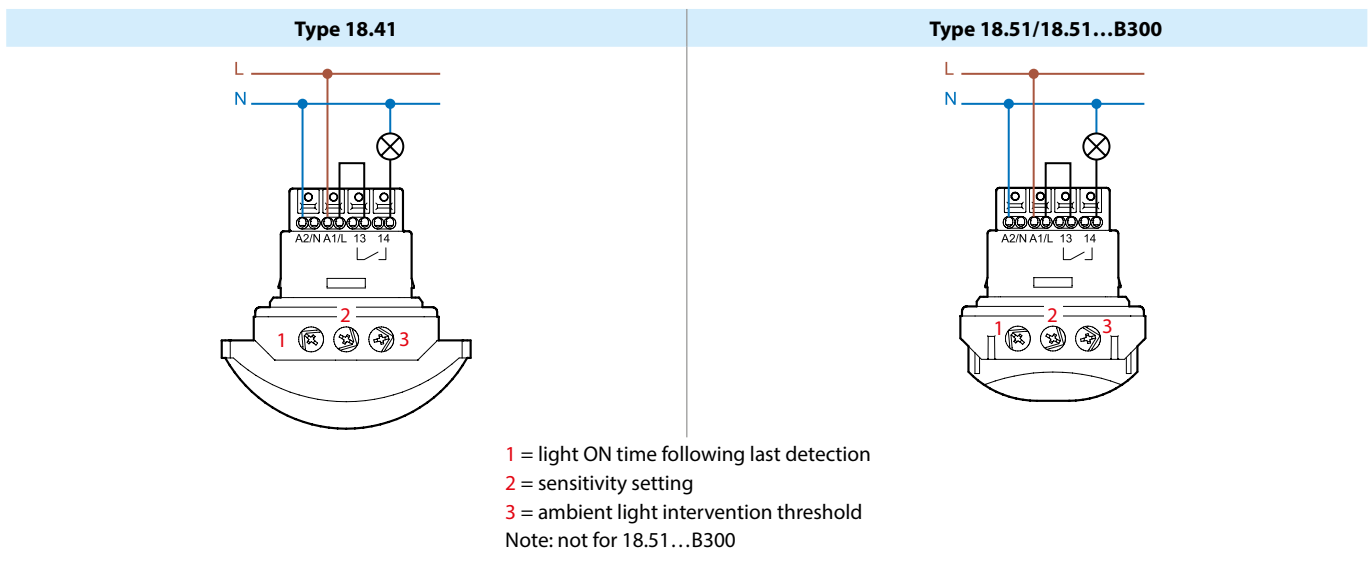 Type 18.41
Type 18.51/18.51…B300
L
N
A2/N A1/L 13 14
1
2
3
L
N
A2/N A1/L 13 14
1
2
3
1 = light ON time following last detection
2 = sensitivity setting
3 = ambient light intervention threshold
Note: not for 18.51…B300